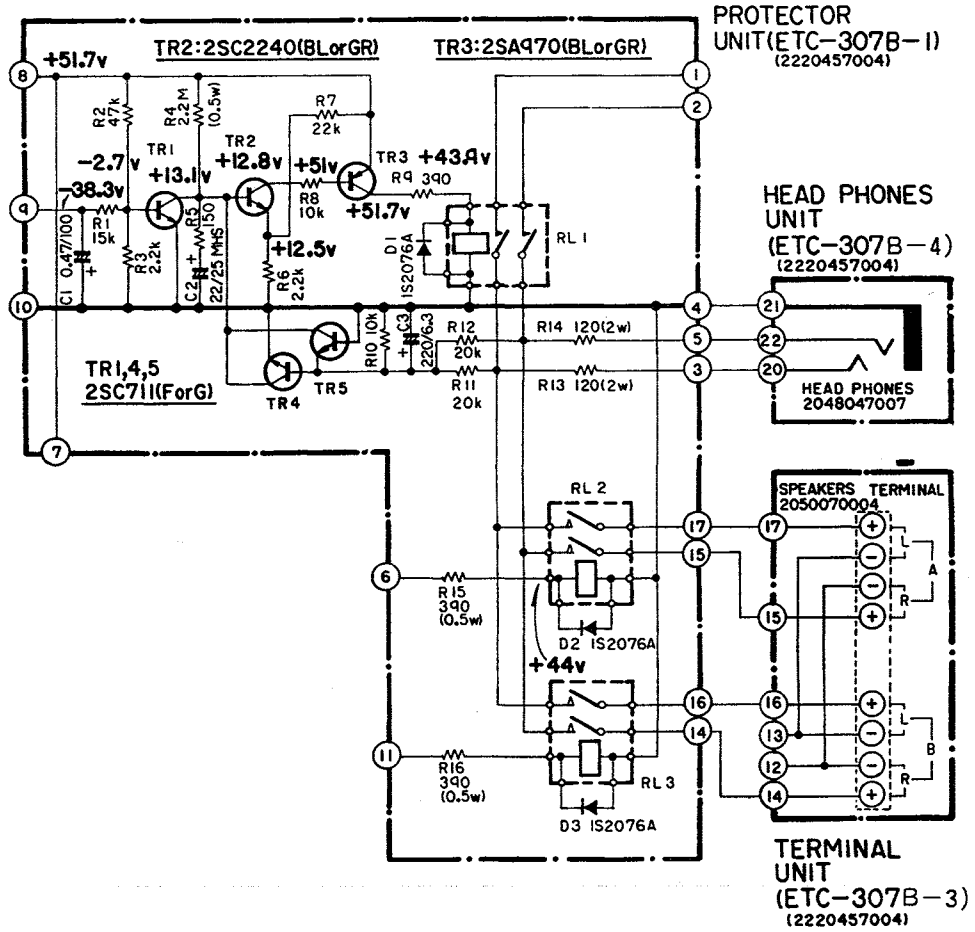 PROTECTOR
UNIT(ETC-307B-1)
(2220457004)
TR2:2SC2240(BLorGR)
TR3:2SA970(BLorGR)
8
+51.7v
1
2
R2
47k
R4
2.2M
(0.5w)
R7
22k
TR1
TR2
TR3
-2.7v
+13.1v
+12.8v
+51v
+43.9v
-38.3v
R9 390
R8
10k
+51.7v
9
R1
15k
R5
150
R3
2.2k
C1 0.47/100
+
C2
+
22/25 MHS
+12.5v
R6
2.2k
D1
1S2076A
RL1
HEAD PHONES
UNIT
(ETC-307B-4)
(2220457004)
10
4
21
R10 10k
C3
+
220/6.3
R12
20k
R14 120(2w)
5
22
R11
20k
R13 120(2w)
3
20
TR1,4,5
2SC711(ForG)
TR4
TR5
HEAD PHONES
2048047007
7
RL2
SPEAKERS TERMINAL
2050070004
17
17
+
L
A
15
-
-
R
15
+
6
R15
390
(0.5w)
D2 1S2076A
+44v
16
16
+
L
B
14
13
-
12
-
R
14
+
11
R16
390
(0.5w)
RL3
D3 1S2076A
TERMINAL
UNIT
(ETC-307B-3)
(2220457004)